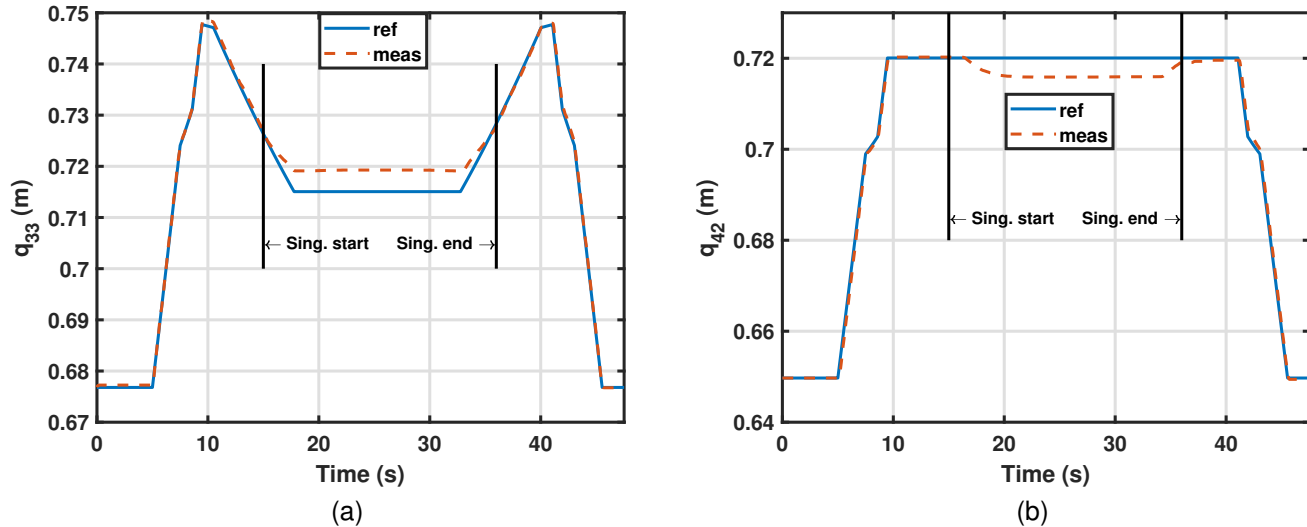 0.75
0.74
0.73
0.72
0.71
0.7
0.69
0.68
0.67
q33 (m)
ref
meas
← Sing. start
Sing. end →
0
10
20
30
40
Time (s)
(a)
0.72
0.7
0.68
0.66
0.64
q42 (m)
ref
meas
← Sing. start
Sing. end →
0
10
20
30
40
Time (s)
(b)